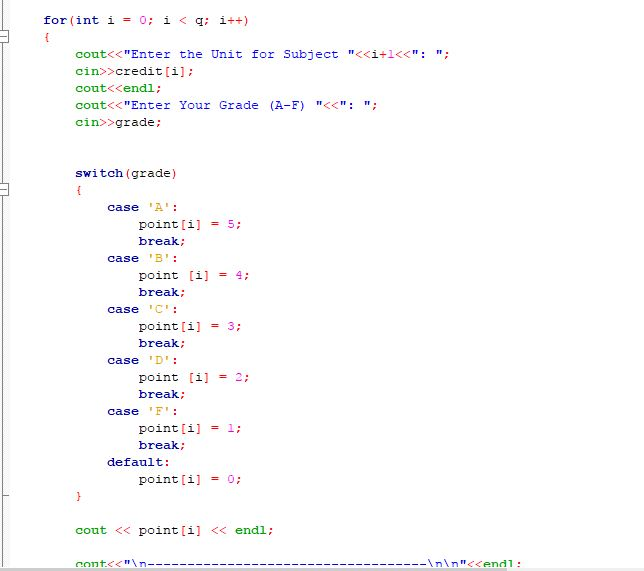 for(int i = 0; i < q; i++)
{
cout<<"Enter the Unit for Subject "<<i+1<<": ";
cin>>credit[i];
cout<<endl;
cout<<"Enter Your Grade (A-F) "<<": ";
cin>>grade;
switch(grade)
{
case 'A':
point[i] = 5;
break;
case 'B':
point [i] = 4;
break;
case 'C':
point[i] = 3;
break;
case 'D':
point [i] = 2;
break;
case 'F':
point[i] = 1;
break;
default:
point[i] = 0;
}
cout << point[i] << endl;
cout<<"\n-----------------------------------\n\n"<<endl;